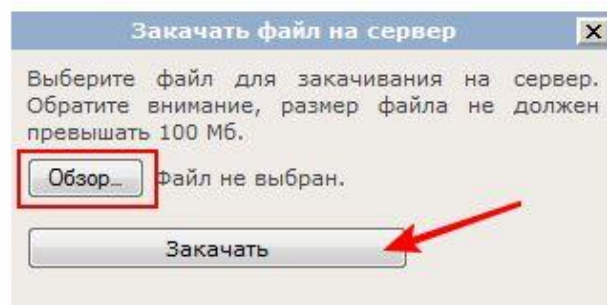 Закачать файл на сервер
Выберите файл для закачивания на сервер.
Обратите внимание, размер файла не должен
превышать 100 Мб.
Обзор... Файл не выбран.
Закачать